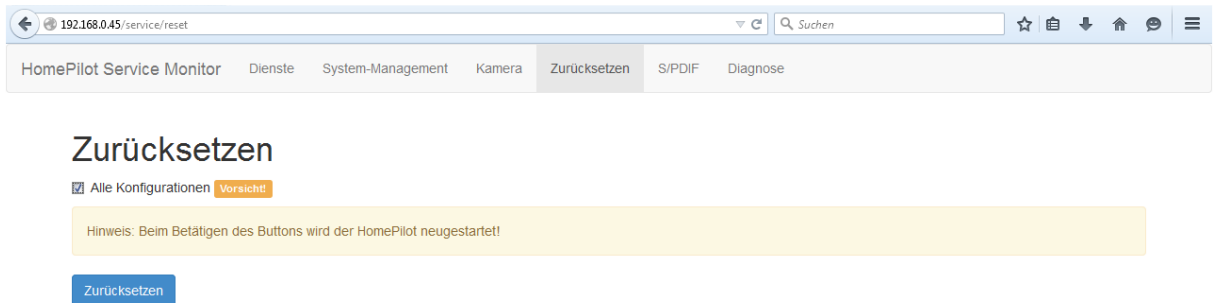 192.168.0.45/service/reset
Suchen
HomePilot Service Monitor Dienste System-Management Kamera Zurücksetzen S/PDIF Diagnose
Zurücksetzen
Alle Konfigurationen Vorsicht!
Hinweis: Beim Betätigen des Buttons wird der HomePilot neugestartet!
Zurücksetzen